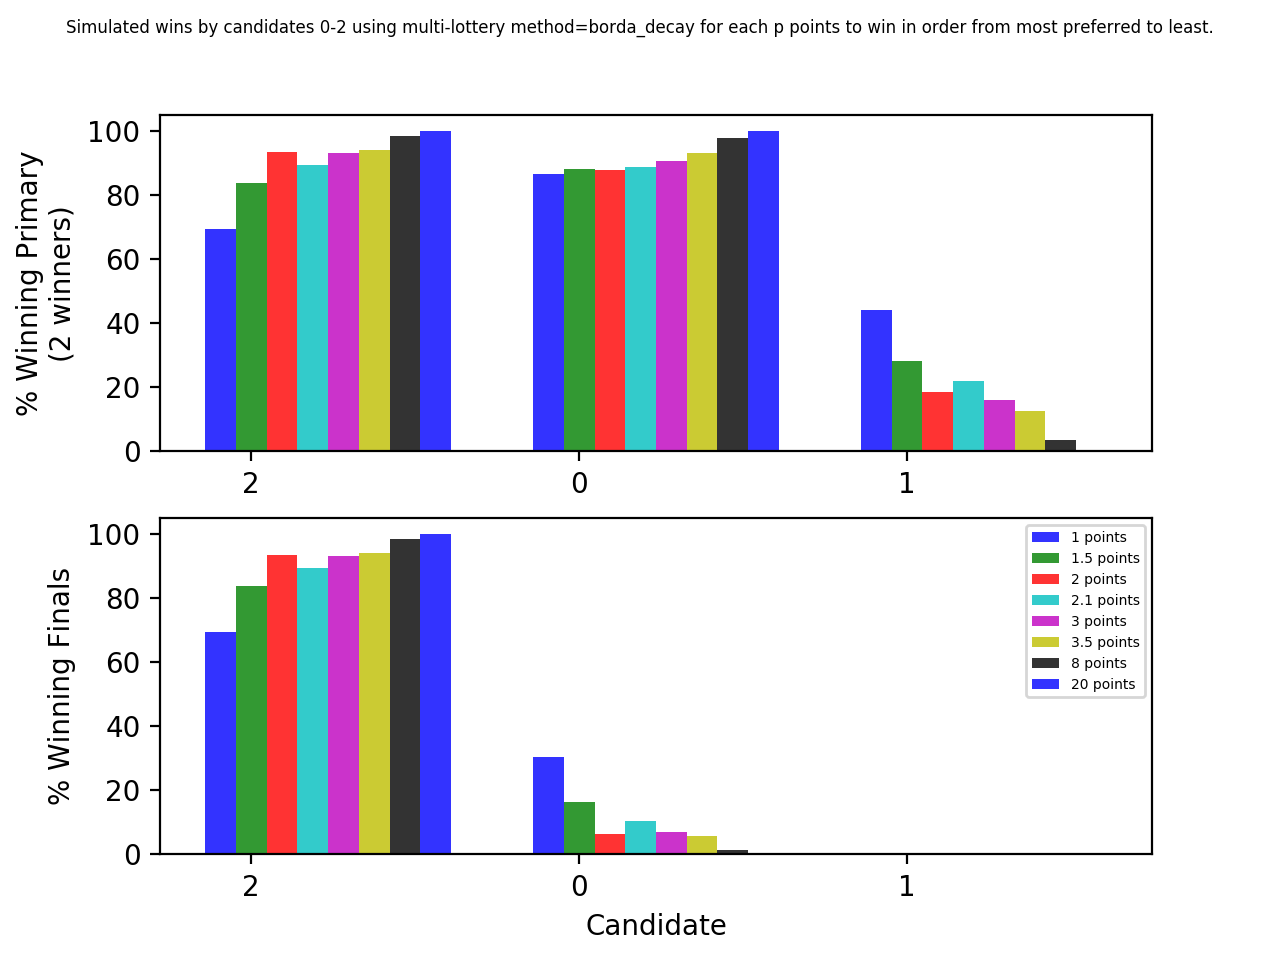 Simulated wins by candidates 0-2 using multi-lottery method=borda_decay for each p points to win in order from most preferred to least.
% Winning Primary
(2 winners)
100
80
60
40
20
0
2
0
1
% Winning Finals
100
80
60
40
20
0
1 points
1.5 points
2 points
2.1 points
3 points
3.5 points
8 points
20 points
2
0
1
Candidate